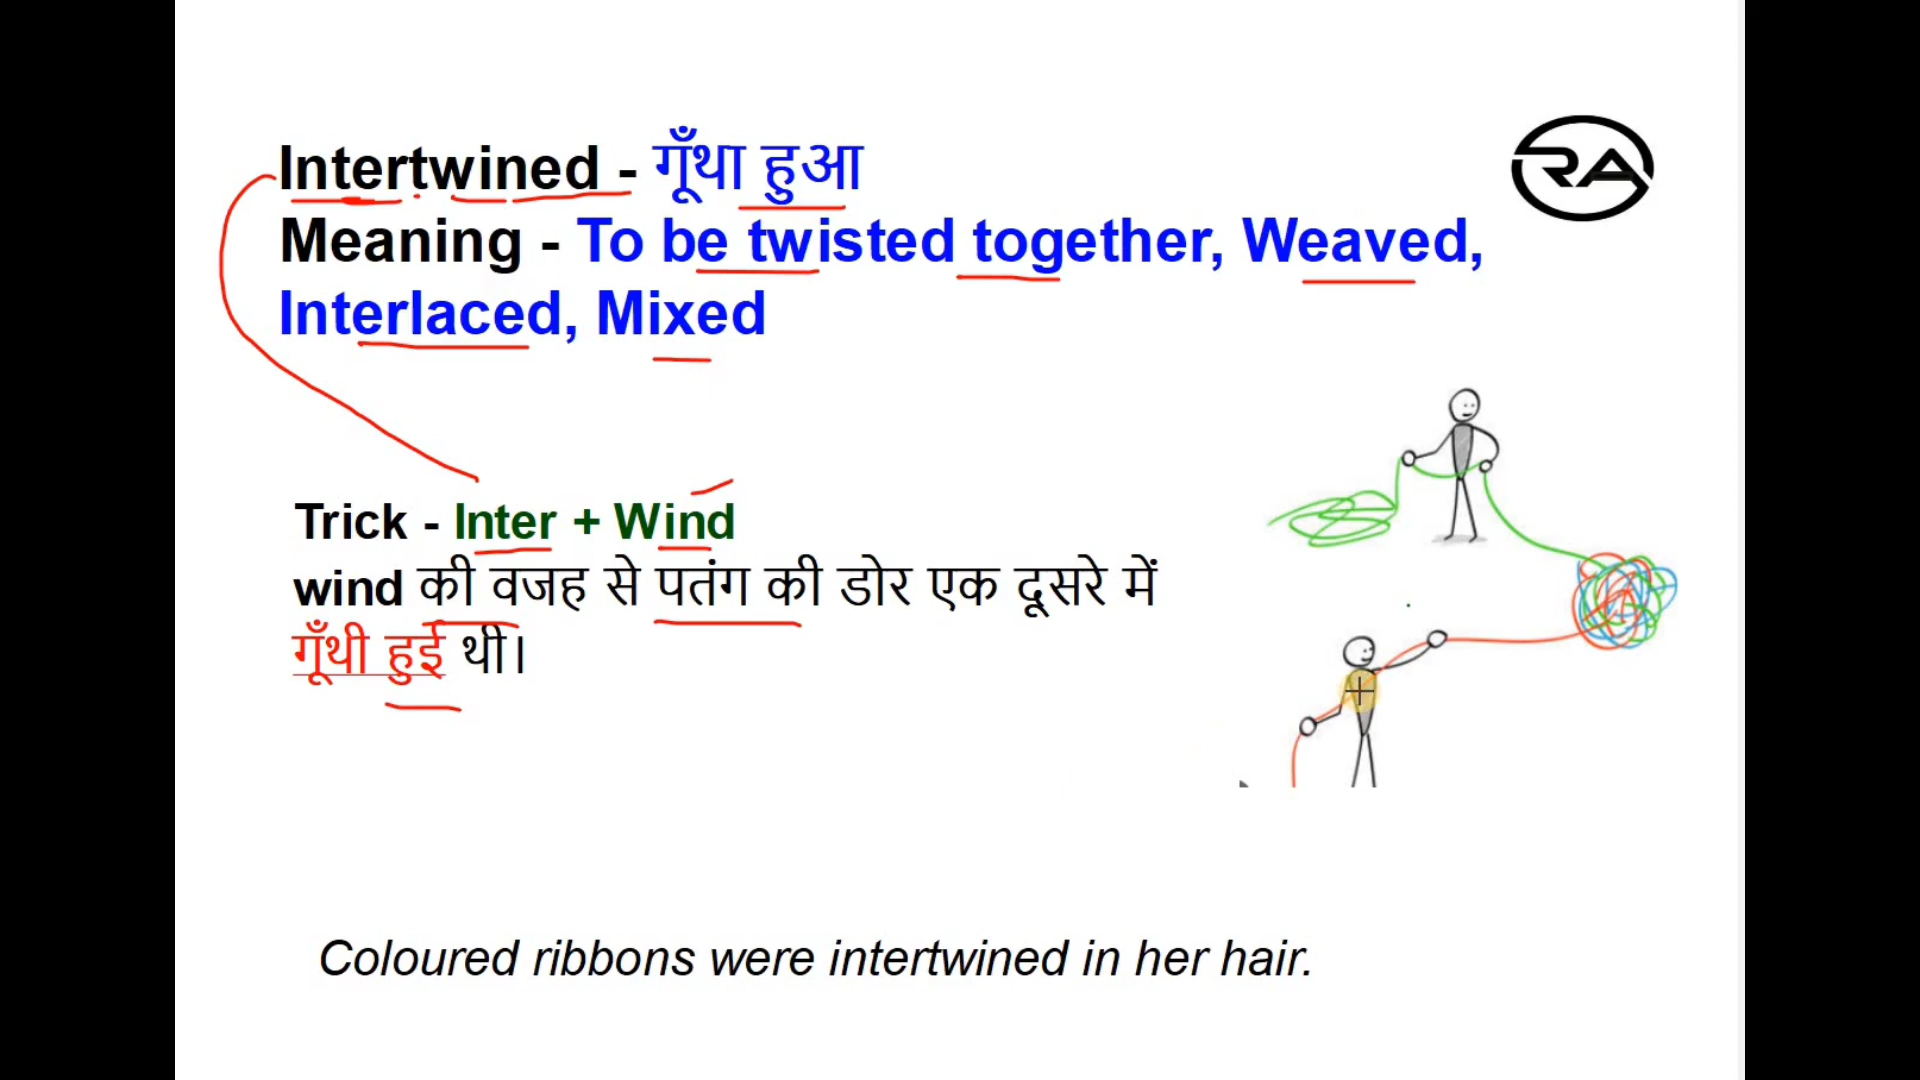 Intertwined - गूँथा हुआ
RA
Meaning - To be twisted together, Weaved,
Interlaced, Mixed
Trick - Inter + Wind
wind की वजह से पतंग की डोर एक दूसरे में
गूँथी हुई थी।
Coloured ribbons were intertwined in her hair.